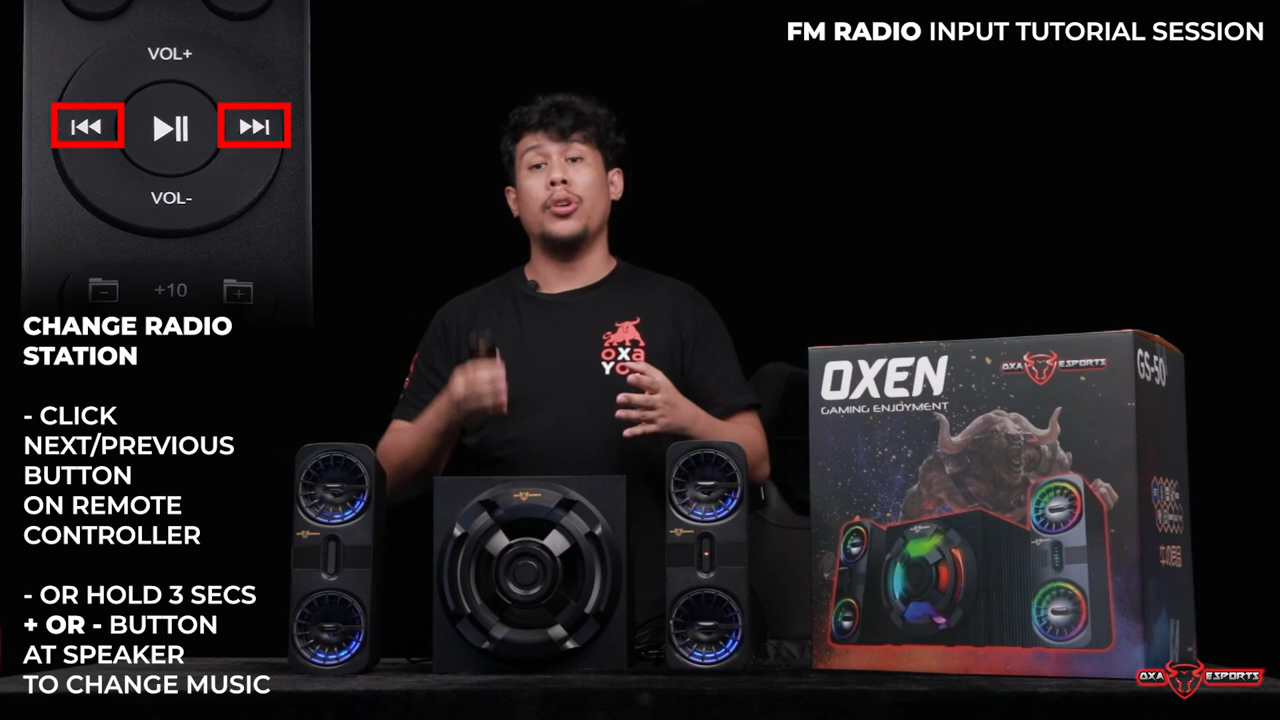 FM RADIO INPUT TUTORIAL SESSION
VOL+
VOL-
+10
CHANGE RADIO
STATION
- CLICK
NEXT/PREVIOUS
BUTTON
ON REMOTE
CONTROLLER
- OR HOLD 3 SECS
+ OR - BUTTON
AT SPEAKER
TO CHANGE MUSIC
oxa
OXEN
GAMING ENJOYMENT
OXA ESPORTS
GS-50
OXA ESPORTS